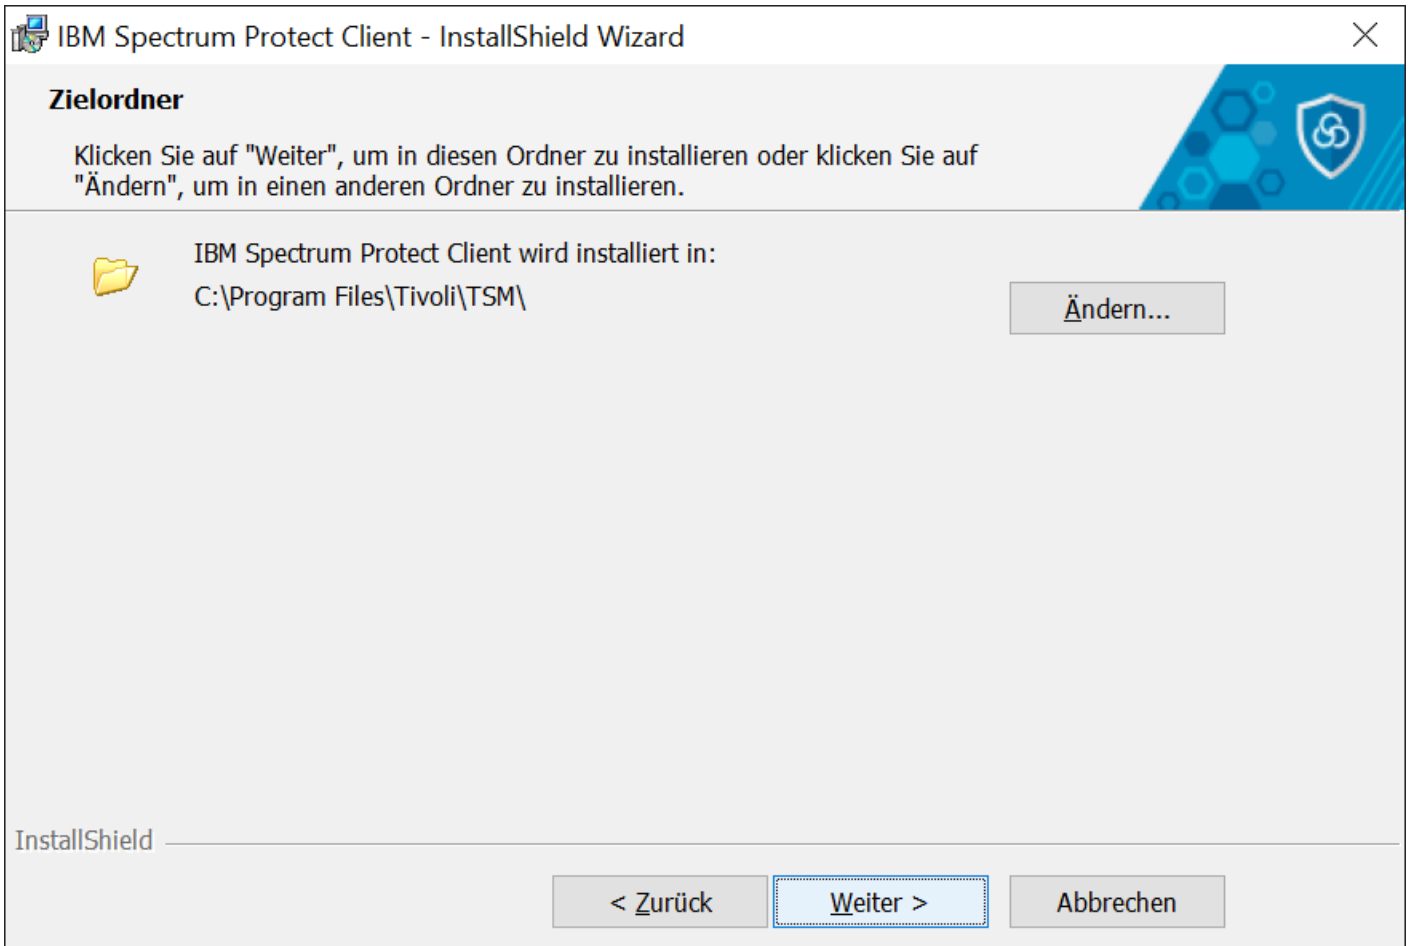 IBM Spectrum Protect Client - InstallShield Wizard
Zielordner
Klicken Sie auf "Weiter", um in diesen Ordner zu installieren oder klicken Sie auf
"Ändern", um in einen anderen Ordner zu installieren.
IBM Spectrum Protect Client wird installiert in:
C:\Program Files\Tivoli\TSM\
Ändern...
InstallShield
< Zurück
Weiter >
Abbrechen